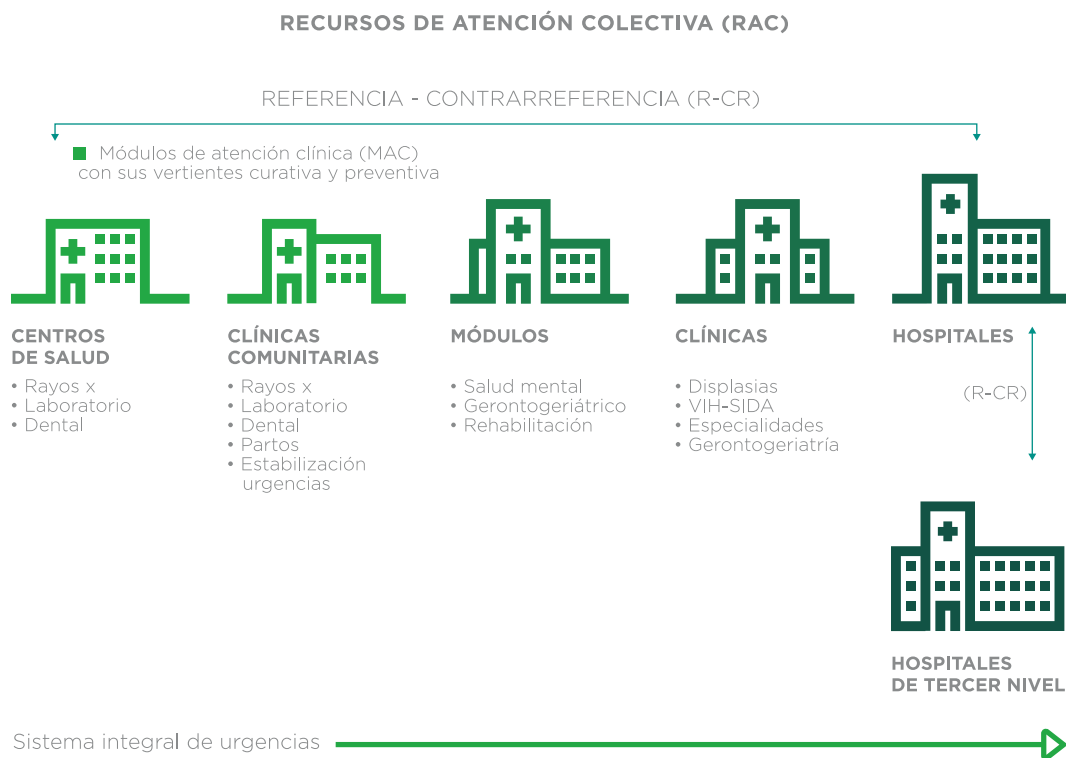 RECURSOS DE ATENCIÓN COLECTIVA (RAC)
REFERENCIA - CONTRARREFERENCIA (R-CR)
Módulos de atención clínica (MAC)
con sus vertientes curativa y preventiva
CENTROS
DE SALUD
• Rayos x
• Laboratorio
• Dental
CLÍNICAS
COMUNITARIAS
• Rayos x
• Laboratorio
• Dental
• Partos
• Estabilización
urgencias
MÓDULOS
• Salud mental
• Gerontogeriátrico
• Rehabilitación
CLÍNICAS
• Displasias
• VIH-SIDA
• Especialidades
• Gerontogeriatría
HOSPITALES
(R-CR)
HOSPITALES
DE TERCER NIVEL
Sistema integral de urgencias